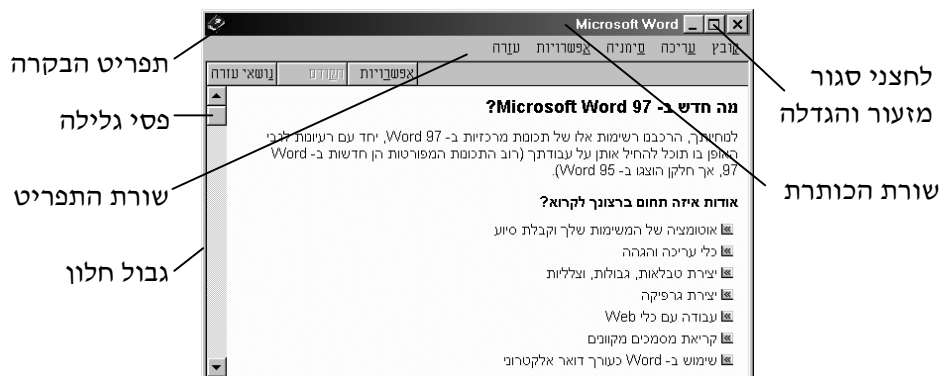 Microsoft Word
קובץ עריכה סימניה אפשרויות עזרה
נושאי עזרה הקודם אפשרויות
מה חדש ב- Microsoft Word 97?
לנוחיותך, הרכבנו רשימות אלו של תכונות מרכזיות ב- Word 97, יחד עם רעיונות לגבי
האופן בו תוכל להחיל אותן על עבודתך (רוב התכונות המפורטות הן חדשות ב- Word
97, אך חלקן הוצגו ב- Word 95).
אודות איזה תחום ברצונך לקרוא?
אוטומציה של המשימות שלך וקבלת סיוע
כלי עריכה והגהה
יצירת טבלאות, גבולות, וצלליות
יצירת גרפיקה
עבודה עם כלי Web
קריאת מסמכים מקוונים
שימוש ב- Word כעורך דואר אלקטרוני
לחצני סגור
מזעור והגדלה
שורת הכותרת
תפריט הבקרה
פסי גלילה
שורת התפריט
גבול חלון